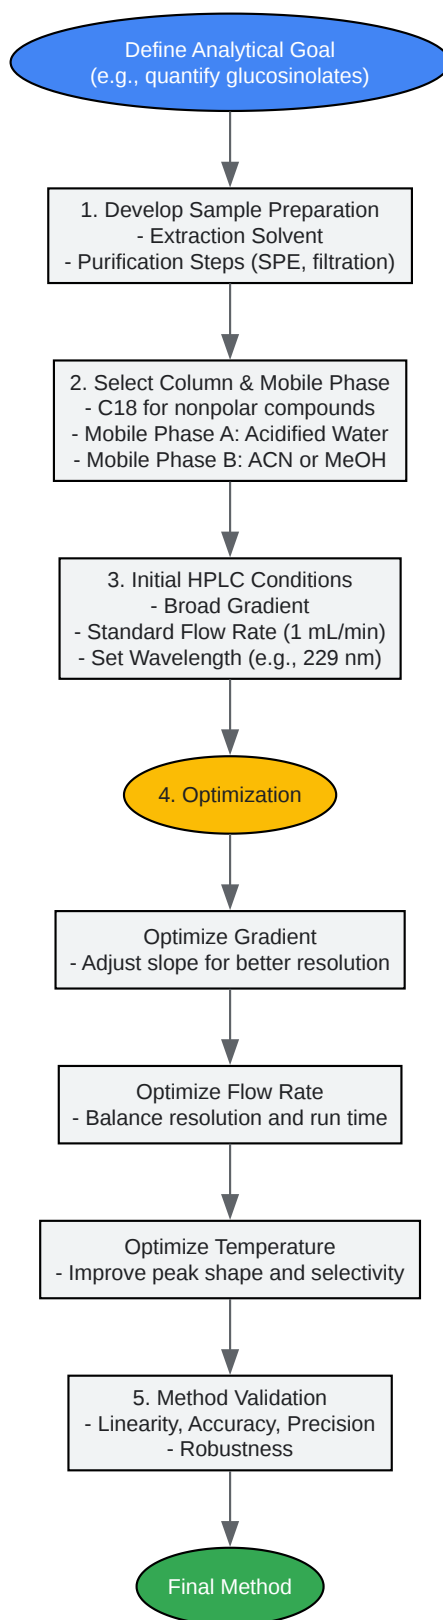 Define Analytical Goal
(e.g., quantify glucosinolates)
1. Develop Sample Preparation
- Extraction Solvent
- Purification Steps (SPE, filtration)
2. Select Column & Mobile Phase
- C18 for nonpolar compounds
- Mobile Phase A: Acidified Water
- Mobile Phase B: ACN or MeOH
3. Initial HPLC Conditions
- Broad Gradient
- Standard Flow Rate (1 mL/min)
- Set Wavelength (e.g., 229 nm)
4. Optimization
Optimize Gradient
- Adjust slope for better resolution
Optimize Flow Rate
- Balance resolution and run time
Optimize Temperature
- Improve peak shape and selectivity
5. Method Validation
- Linearity, Accuracy, Precision
- Robustness
Final Method